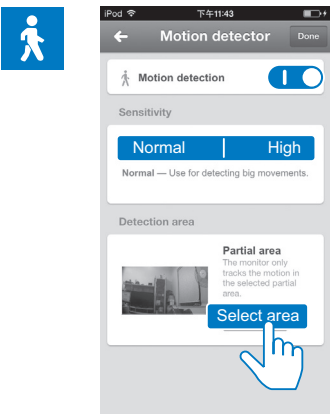 iPod 下午11:43
Motion detector Done
Motion detection
Sensitivity
Normal High
Normal — Use for detecting big movements.
Detection area
Partial area
The monitor only
tracks the motion in
the selected partial
area.
Select area